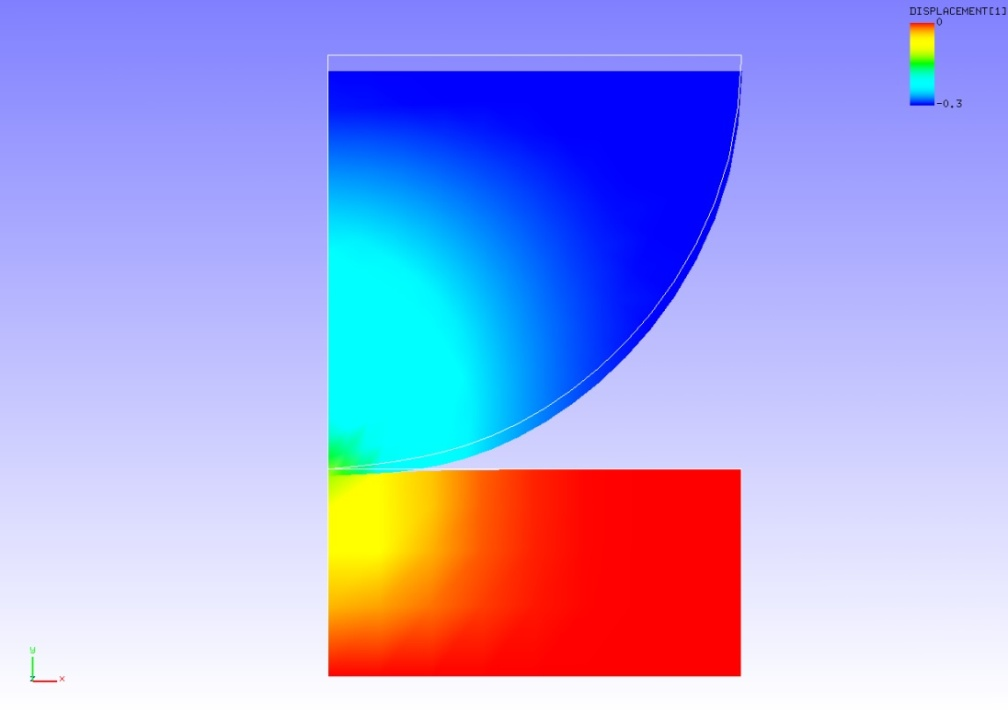 DISPLACEMENT[1]
0
-0.3
y
z x